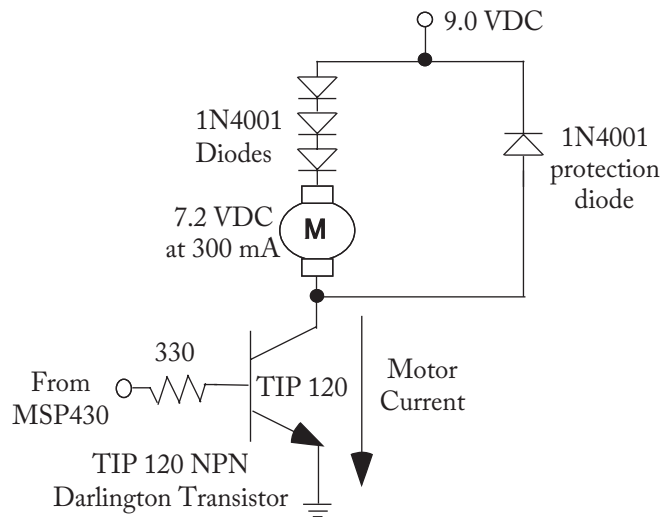 9.0 VDC
1N4001
Diodes
1N4001
protection
diode
7.2 VDC
at 300 mA
M
330
From
MSP430
TIP 120
Motor
Current
TIP 120 NPN
Darlington Transistor